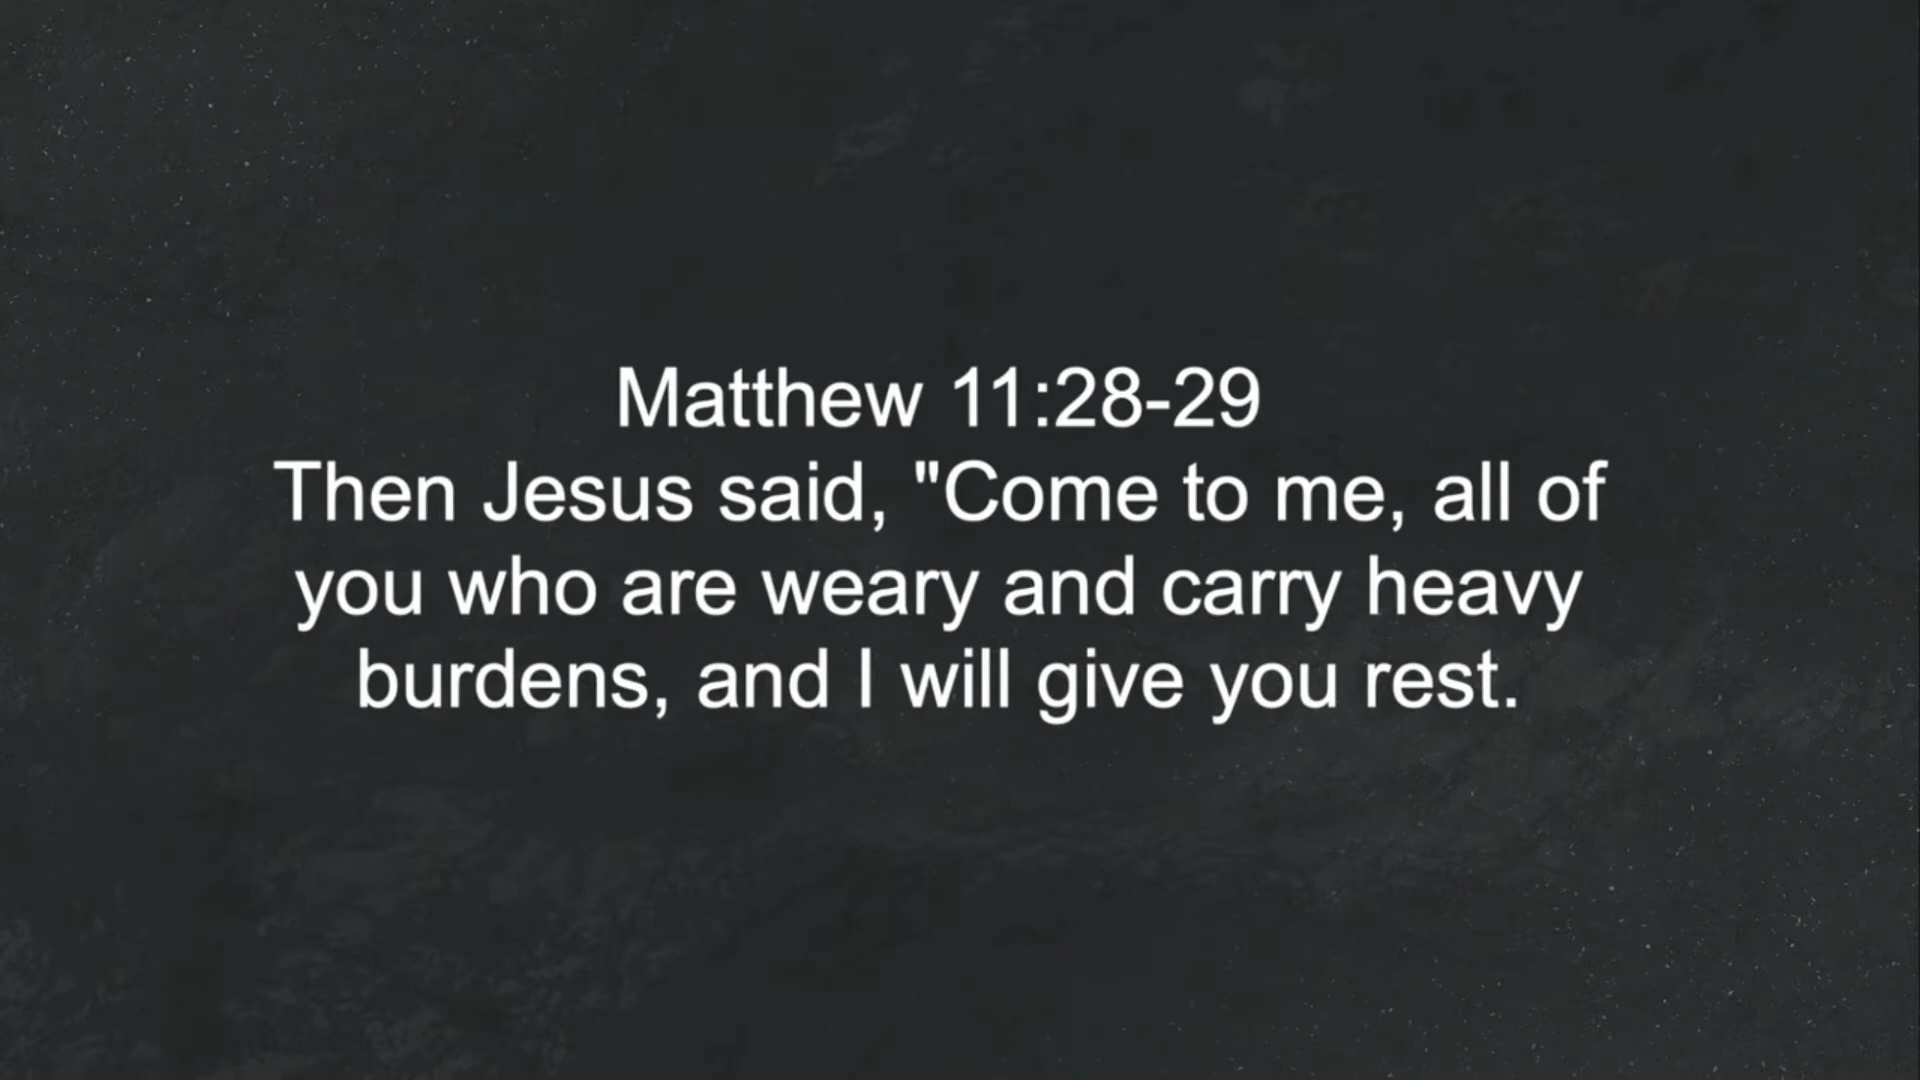 Matthew 11:28-29
Then Jesus said, "Come to me, all of
you who are weary and carry heavy
burdens, and I will give you rest.